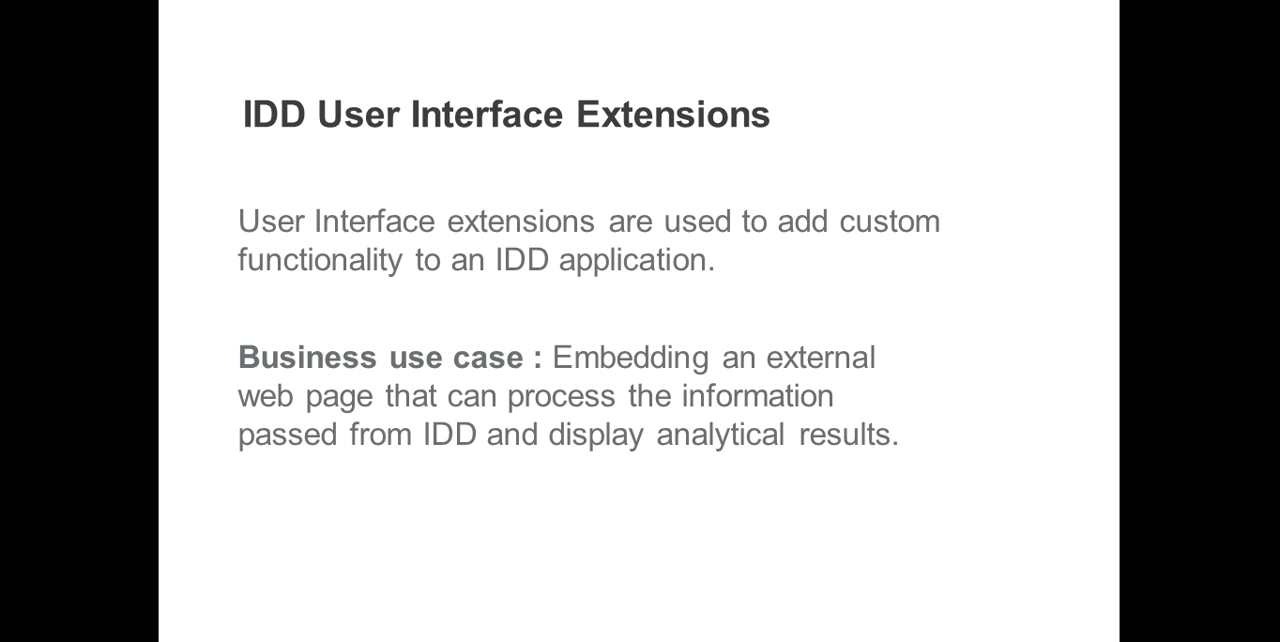 IDD User Interface Extensions
User Interface extensions are used to add custom
functionality to an IDD application.
Business use case : Embedding an external
web page that can process the information
passed from IDD and display analytical results.